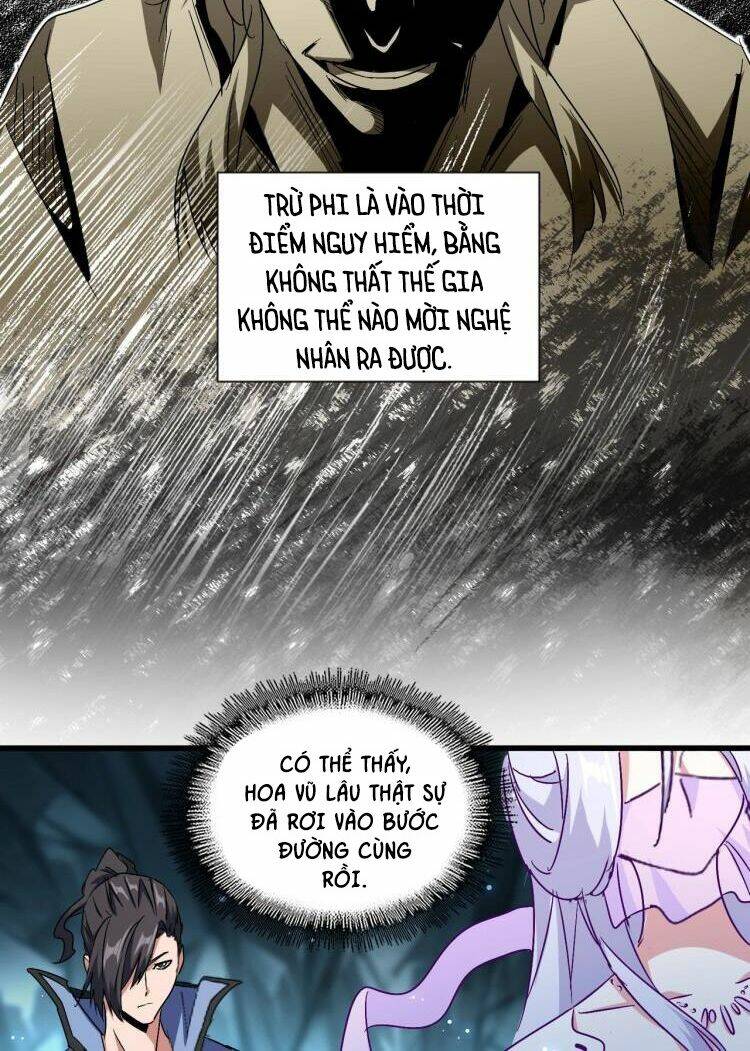 TRỪ PHI LÀ VÀO THỜI
ĐIỂM NGUY HIỂM, BẰNG
KHÔNG THẤT THẾ GIA
KHÔNG THỂ NÀO MỜI NGHỆ
NHÂN RA ĐƯỢC.
CÓ THỂ THẤY,
HOA VŨ LÂU THẬT SỰ
ĐÃ RƠI VÀO BƯỚC
ĐƯỜNG CÙNG
RỒI.